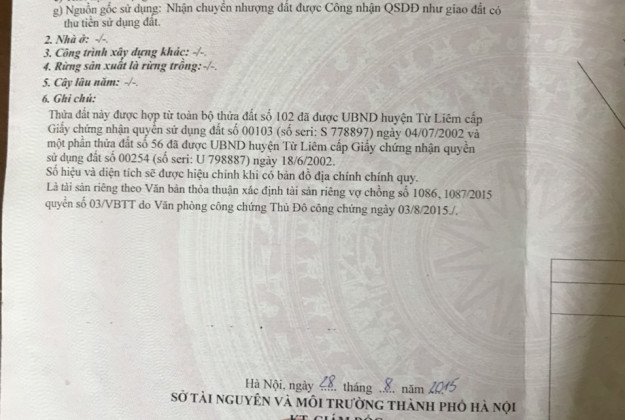 g) Nguồn gốc sử dụng: Nhận chuyển nhượng đất được Công nhận QSDĐ như giao đất có
thu tiền sử dụng đất.
2. Nhà ở: -/-.
3. Công trình xây dựng khác: -/-.
4. Rừng sản xuất là rừng trồng:-/-.
5. Cây lâu năm: -/-.
6. Ghi chú:
Thửa đất này được hợp từ toàn bộ thửa đất số 102 đã được UBND huyện Từ Liêm cấp
Giấy chứng nhận quyền sử dụng đất số 00103 (số seri: S 778897) ngày 04/07/2002 và
một phần thửa đất số 56 đã được UBND huyện Từ Liêm cấp Giấy chứng nhận quyền
sử dụng đất số 00254 (số seri: U 798887) ngày 18/6/2002.
Số hiệu và diện tích sẽ được hiệu chỉnh khi có bản đồ địa chính chính quy.
Là tài sản riêng theo Văn bản thỏa thuận xác định tài sản riêng vợ chồng số 1086, 1087/2015
quyển số 03/VBTT do Văn phòng công chứng Thủ Đô công chứng ngày 03/8/2015./.
Hà Nội, ngày 28 tháng 8 năm 2015
SỞ TÀI NGUYÊN VÀ MÔI TRƯỜNG THÀNH PHỐ HÀ NỘI
KT. GIÁM ĐỐC